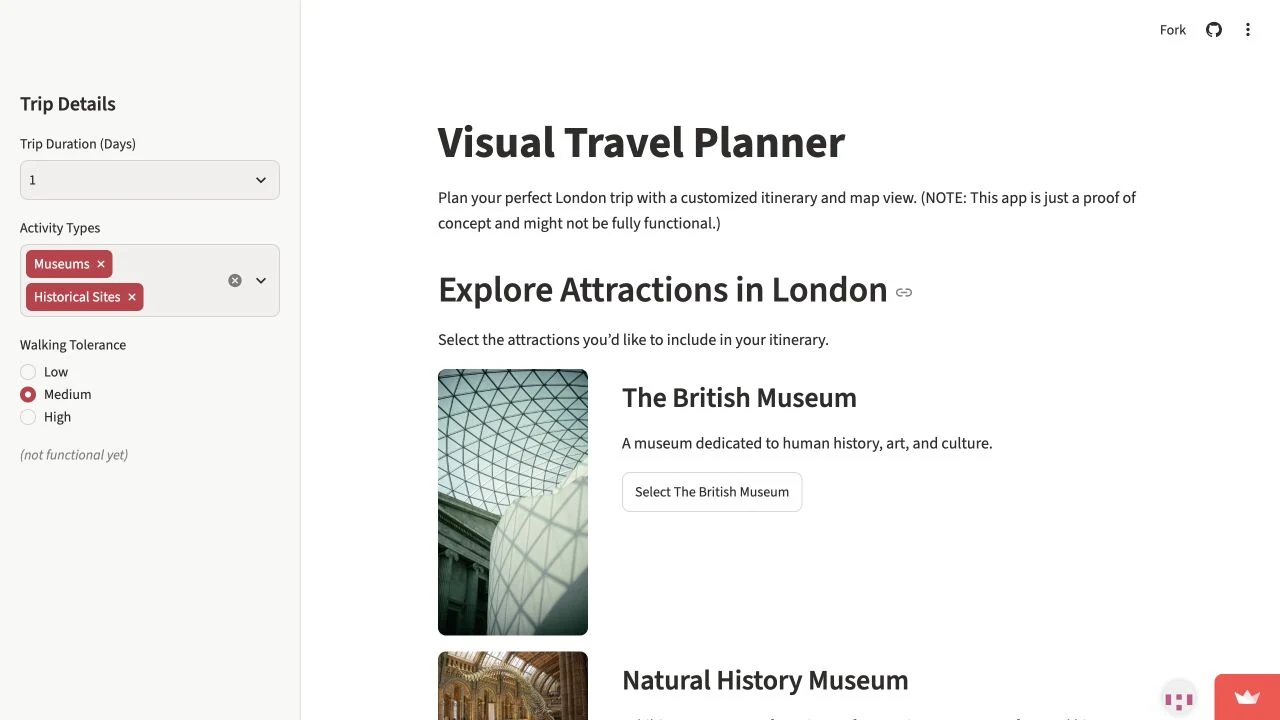 Fork
Trip Details
Trip Duration (Days)
1
Activity Types
Museums
Historical Sites
Walking Tolerance
Low
Medium
High
(not functional yet)
Visual Travel Planner
Plan your perfect London trip with a customized itinerary and map view. (NOTE: This app is just a proof of
concept and might not be fully functional.)
Explore Attractions in London
Select the attractions you’d like to include in your itinerary.
The British Museum
A museum dedicated to human history, art, and culture.
Select The British Museum
Natural History Museum